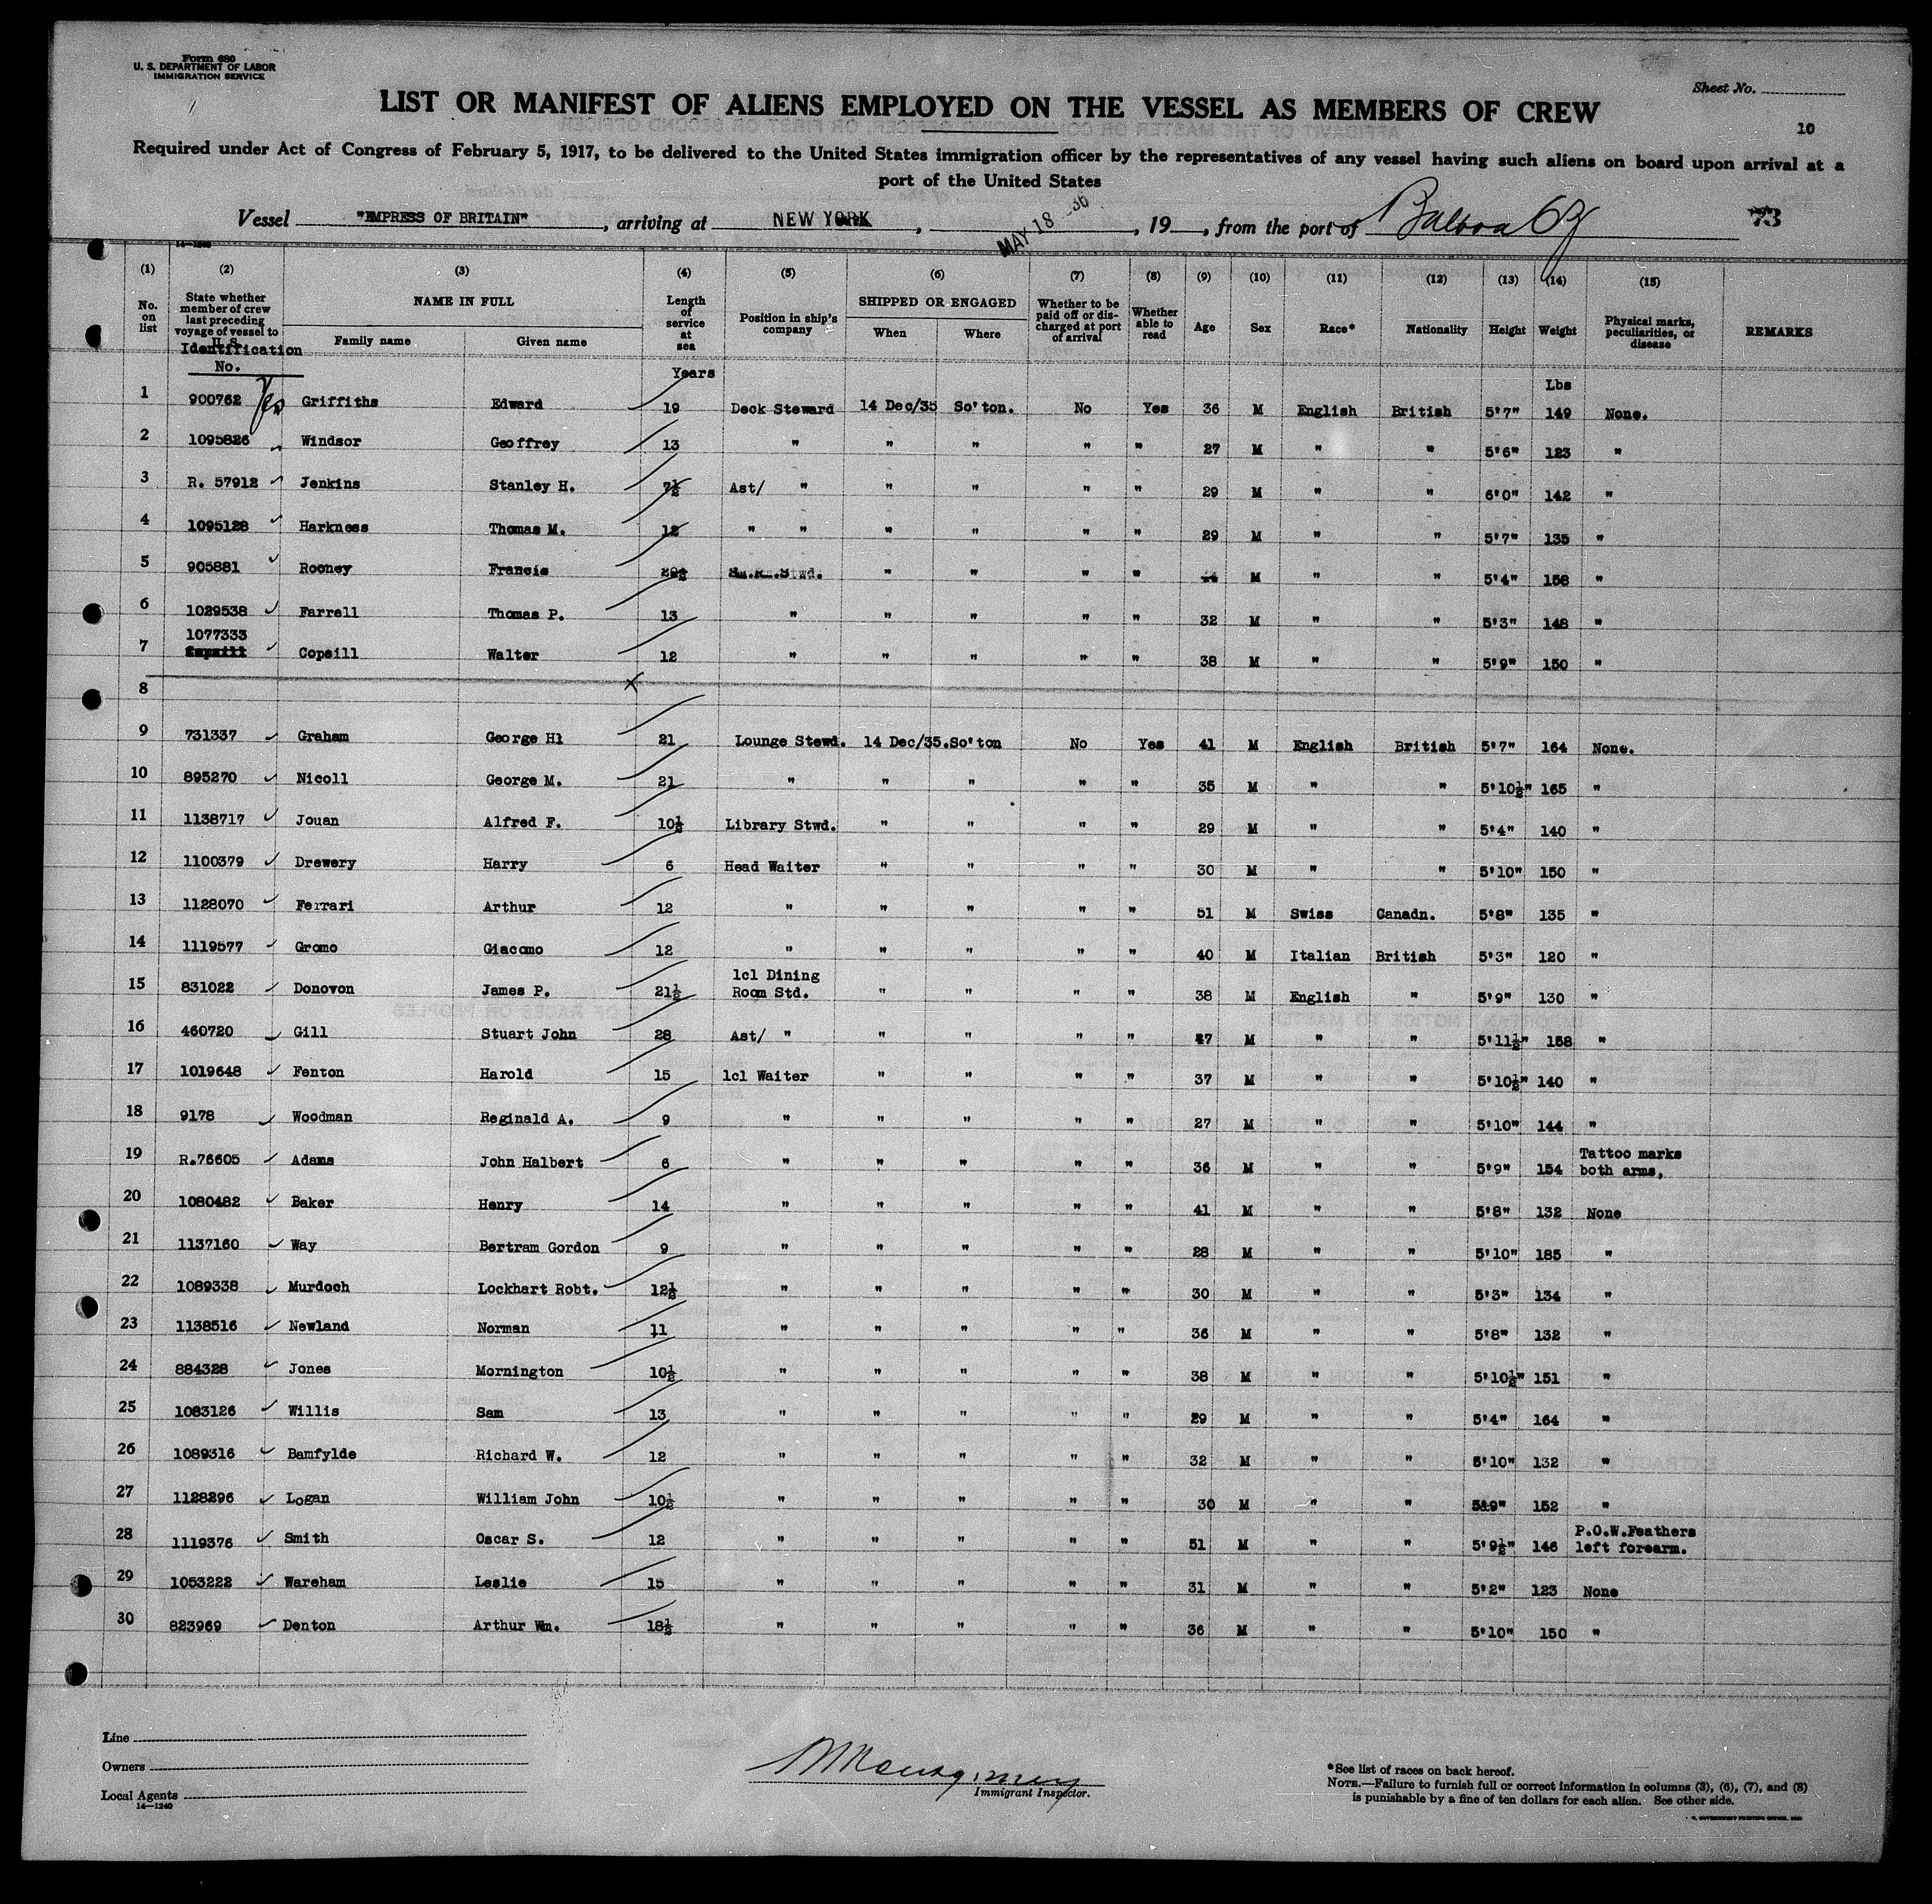 Form 680
U. S. DEPARTMENT OF LABOR
IMMIGRATION SERVICE
Sheet No.
LIST OR MANIFEST OF ALIENS EMPLOYED ON THE VESSEL AS MEMBERS OF CREW
10
Required under Act of Congress of February 5, 1917, to be delivered to the United States immigration officer by the representatives of any vessel having such aliens on board upon arrival at a
port of the United States
Vessel "EMPRESS OF BRITAIN", arriving at NEW YORK, MAY 18 1936, 19 , from the port of Balboa CZ 73
(1) (2) (3) (4) (5) (6) (7) (8) (9) (10) (11) (12) (13) (14) (15)
No. on list State whether member of crew last preceding voyage of vessel to U.S. NAME IN FULL Family name Given name Length of service at sea Position in ship's company SHIPPED OR ENGAGED When Where Whether to be paid off or discharged at port of arrival Whether able to read Age Sex Race* Nationality Height Weight Physical marks, peculiarities, or disease REMARKS
Identification No. Years Lbs
1 900762 Yes Griffiths Edward 19 Deck Steward 14 Dec/35 So'ton. No Yes 36 M English British 5'7" 149 None.
2 1095826 Windsor Geoffrey 13 " " " " " 27 M " " 5'6" 123 "
3 R. 57912 Jenkins Stanley H. 7½ Ast/ " " " " " 29 M " " 6'0" 142 "
4 1095128 Harkness Thomas M. 12 " " " " " " 29 M " " 5'7" 135 "
5 905881 Rooney Francis Sm.Rm.Stwd. " " " " M " " 5'4" 158 "
6 1029538 Farrell Thomas P. 13 " " " " " 32 M " " 5'3" 148 "
7 1077333 Copsill Walter 12 " " " " " 38 M " " 5'9" 150 "
8 x
9 731337 Graham George Hl 21 Lounge Stewd. 14 Dec/35.So'ton No Yes 41 M English British 5'7" 164 None.
10 895270 Nicoll George M. 21 " " " " " 35 M " " 5'10½" 165 "
11 1138717 Jouan Alfred F. 10½ Library Stwd. " " " " 29 M " " 5'4" 140 "
12 1100379 Drewery Harry 6 Head Waiter " " " " 30 M " " 5'10" 150 "
13 1128070 Ferrari Arthur 12 " " " " " 51 M Swiss Canadn. 5'8" 135 "
14 1119577 Gromo Giacomo 12 " " " " " 40 M Italian British 5'3" 120 "
15 831022 Donovon James P. 21½ 1cl Dining Room Std. " " " " 38 M English " 5'9" 130 "
16 460720 Gill Stuart John 28 Ast/ " " " " " 47 M " " 5'11½" 158 "
17 1019648 Fenton Harold 15 1cl Waiter " " " " 37 M " " 5'10½" 140 "
18 9178 Woodman Reginald A. 9 " " " " " 27 M " " 5'10" 144 "
19 R.76605 Adams John Halbert 6 " " " " " 36 M " " 5'9" 154 Tattoo marks both arms,
20 1080482 Baker Henry 14 " " " " " 41 M " " 5'8" 132 None
21 1137160 Way Bertram Gordon 9 " " " " " 28 M " " 5'10" 185 "
22 1089338 Murdoch Lockhart Robt. 12½ " " " " " 30 M " " 5'3" 134 "
23 1138516 Newland Norman 11 " " " " " 36 M " " 5'8" 132 "
24 884328 Jones Mornington 10½ " " " " " 38 M " " 5'10½" 151 "
25 1083126 Willis Sam 13 " " " " " 29 M " " 5'4" 164 "
26 1089316 Bamfylde Richard W. 12 " " " " " 32 M " " 5'10" 132 "
27 1128296 Logan William John 10½ " " " " " 30 M " " 5'9" 152 "
28 1119376 Smith Oscar S. 12 " " " " " 51 M " " 5'9½" 146 P.O.W.Feathers left forearm.
29 1053222 Wareham Leslie 15 " " " " " 31 M " " 5'2" 123 None
30 823969 Denton Arthur Wm. 18½ " " " " " 36 M " " 5'10" 150 "
Line
Owners
Local Agents
14—1240
Immigrant Inspector.
*See list of races on back hereof.
NOTE.—Failure to furnish full or correct information in columns (3), (6), (7), and (8)
is punishable by a fine of ten dollars for each alien. See other side.